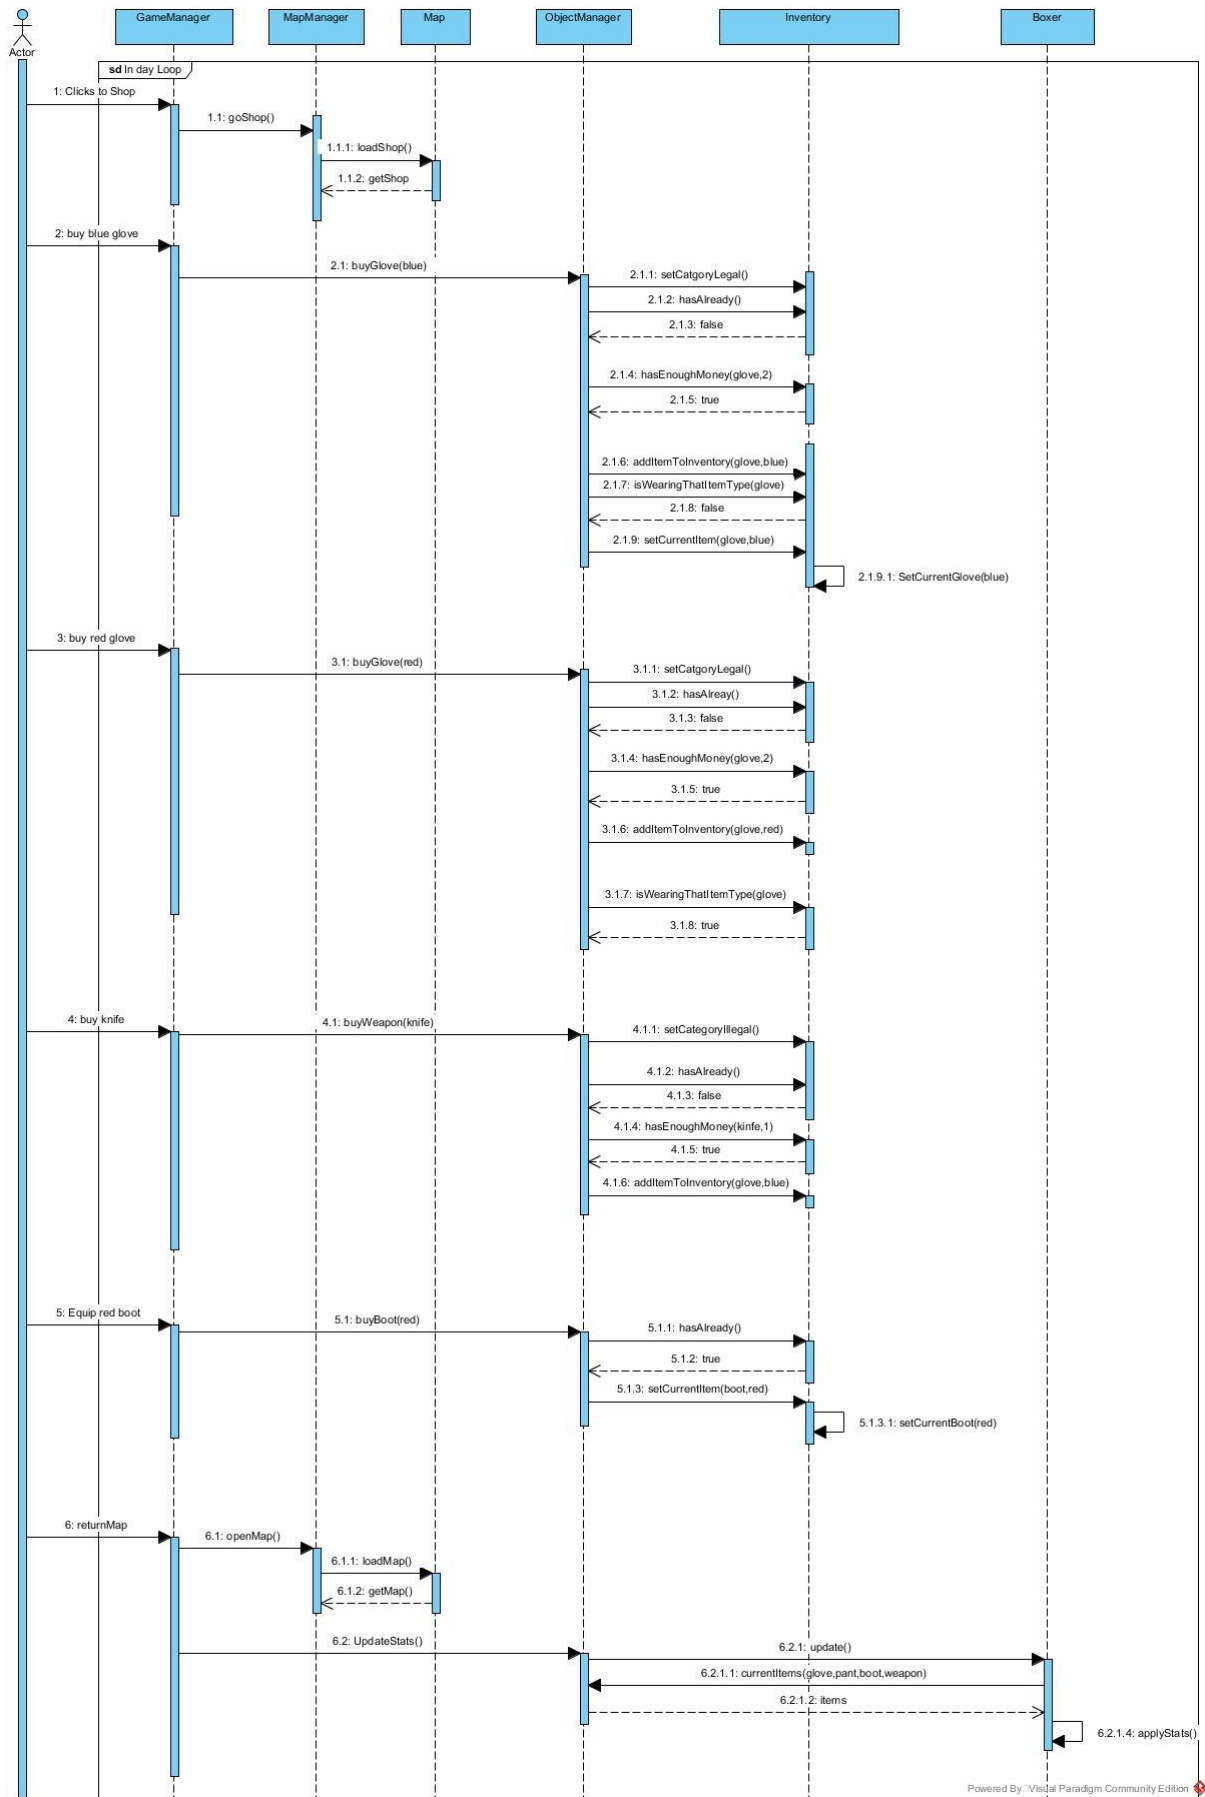 GameManager
MapManager
Map
ObjectManager
Inventory
Boxer
Actor
sd In day Loop
1: Clicks to Shop
1.1: goShop()
1.1.1: loadShop()
1.1.2: getShop
2: buy blue glove
2.1: buyGlove(blue)
2.1.1: setCatgoryLegal()
2.1.2: hasAlready()
2.1.3: false
2.1.4: hasEnoughMoney(glove,2)
2.1.5: true
2.1.6: addItemToInventory(glove,blue)
2.1.7: isWearingThatItemType(glove)
2.1.8: false
2.1.9: setCurrentItem(glove,blue)
2.1.9.1: SetCurrentGlove(blue)
3: buy red glove
3.1: buyGlove(red)
3.1.1: setCatgoryLegal()
3.1.2: hasAlreay()
3.1.3: false
3.1.4: hasEnoughMoney(glove,2)
3.1.5: true
3.1.6: addItemToInventory(glove,red)
3.1.7: isWearingThatItemType(glove)
3.1.8: true
4: buy knife
4.1: buyWeapon(knife)
4.1.1: setCategoryIllegal()
4.1.2: hasAlready()
4.1.3: false
4.1.4: hasEnoughMoney(kinfe,1)
4.1.5: true
4.1.6: addItemToInventory(glove,blue)
5: Equip red boot
5.1: buyBoot(red)
5.1.1: hasAlready()
5.1.2: true
5.1.3: setCurrentItem(boot,red)
5.1.3.1: setCurrentBoot(red)
6: returnMap
6.1: openMap()
6.1.1: loadMap()
6.1.2: getMap()
6.2: UpdateStats()
6.2.1: update()
6.2.1.1: currentItems(glove,pant,boot,weapon)
6.2.1.2: items
6.2.1.4: applyStats()
Powered By Visual Paradigm Community Edition